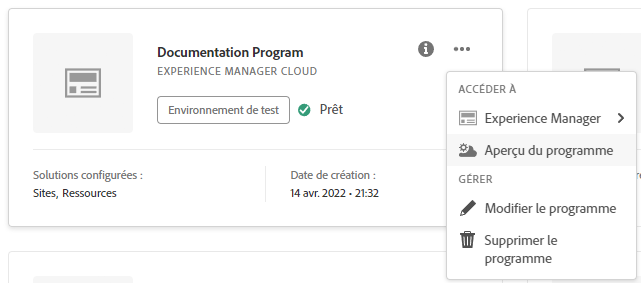 Documentation Program
EXPERIENCE MANAGER CLOUD
Environnement de test
Prêt
Solutions configurées :
Sites, Ressources
Date de création :
14 avr. 2022 • 21:32
ACCÉDER À
Experience Manager
Aperçu du programme
GÉRER
Modifier le programme
Supprimer le
programme